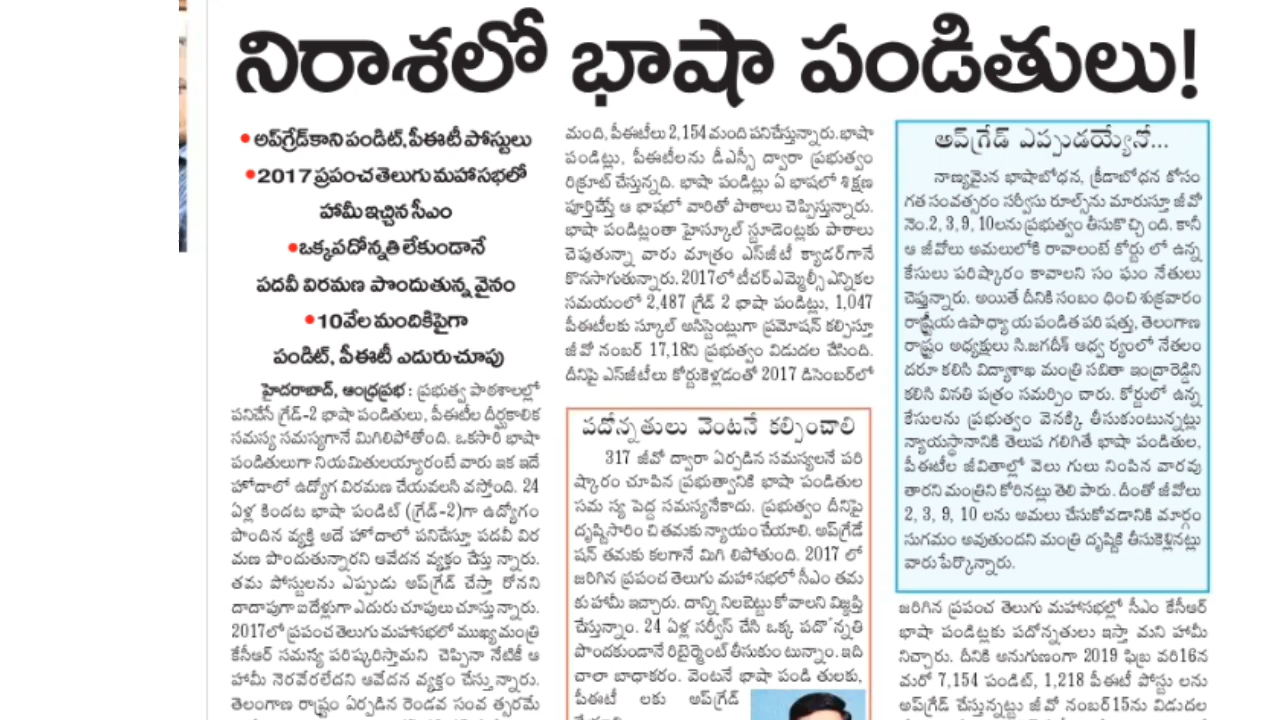 నిరాశలో భాషా పండితులు!
• అప్‌గ్రేడ్‌కాని పండిట్, పీఈటీ పోస్టులు
• 2017 ప్రపంచ తెలుగు మహాసభలో
హామీ ఇచ్చిన సీఎం
• ఒక్క పదోన్నతి లేకుండానే
పదవీ విరమణ పొందుతున్న వైనం
• 10వేల మందికిపైగా
పండిట్, పీఈటీ ఎదురుచూపు
హైదరాబాద్, ఆంధ్రప్రభ : ప్రభుత్వ పాఠశాలల్లో
పనిచేసే గ్రేడ్-2 భాషా పండితులు, పీఈటీల దీర్ఘకాలిక
సమస్య సమస్యగానే మిగిలిపోతోంది. ఒకసారి భాషా
పండితులుగా నియమితులయ్యారంటే వారు ఇక ఇదే
హోదాలో ఉద్యోగ విరమణ చేయవలసి వస్తోంది. 24
ఏళ్ల కిందట భాషా పండిట్ (గ్రేడ్-2)గా ఉద్యోగం
పొందిన వ్యక్తి అదే హోదాలో పనిచేస్తూ పదవీ విర
మణ పొందుతున్నారని ఆవేదన వ్యక్తం చేస్తు న్నారు.
తమ పోస్టులను ఎప్పుడు అప్‌గ్రేడ్ చేస్తా రోనని
దాదాపుగా ఐదేళ్లుగా ఎదురు చూపులు చూస్తున్నారు.
2017లో ప్రపంచ తెలుగు మహాసభలో ముఖ్యమంత్రి
కేసీఆర్ సమస్య పరిష్కరిస్తామని చెప్పినా నేటికీ ఆ
హామీ నెరవేరలేదని ఆవేదన వ్యక్తం చేస్తు న్నారు.
తెలంగాణ రాష్ట్రం ఏర్పడిన రెండవ సంవ త్సరమే
మంది, పీఈటీలు 2,154 మంది పనిచేస్తున్నారు. భాషా
పండిట్లు, పీఈటీలను డీఎస్సీ ద్వారా ప్రభుత్వం
రిక్రూట్ చేస్తున్నది. భాషా పండిట్లు ఏ భాషలో శిక్షణ
పూర్తిచేస్తే ఆ భాషలో వారితో పాఠాలు చెప్పిస్తున్నారు.
భాషా పండిట్లంతా హైస్కూల్ స్టూడెంట్లకు పాఠాలు
చెపుతున్నా వారు మాత్రం ఎస్‌జీటీ క్యాడర్‌గానే
కొనసాగుతున్నారు. 2017లో టీచర్ ఎమ్మెల్సీ ఎన్నికల
సమయంలో 2,487 గ్రేడ్ 2 భాషా పండిట్లు, 1,047
పీఈటీలకు స్కూల్ అసిస్టెంట్లుగా ప్రమోషన్ కల్పిస్తూ
జీవో నంబర్ 17,18ని ప్రభుత్వం విడుదల చేసింది.
దీనిపై ఎస్‌జీటీలు కోర్టుకెళ్లడంతో 2017 డిసెంబర్‌లో
పదోన్నతులు వెంటనే కల్పించాలి
317 జీవో ద్వారా ఏర్పడిన సమస్యలనే పరి
ష్కారం చూపిన ప్రభుత్వానికి భాషా పండితుల
సమ స్య పెద్ద సమస్యనేకాదు. ప్రభుత్వం దీనిపై
దృష్టిసారిం చి తమకు న్యాయం చేయాలి. అప్‌గ్రేడే
షన్ తమకు కలగానే మిగి లిపోతుంది. 2017 లో
జరిగిన ప్రపంచ తెలుగు మహా సభలో సీఎం తమ
కు హామీ ఇచ్చారు. దాన్ని నిలబెట్టు కోవాలని విజ్ఞప్తి
చేస్తున్నాం. 24 ఏళ్ల సర్వీస్ చేసి ఒక్క పదోన్నతి
పొందకుండానే రిటైర్మెంట్ తీసుకుం టున్నాం. ఇది
చాలా బాధాకరం. వెంటనే భాషా పండి తులకు,
పీఈటీ లకు అప్‌గ్రేడ్
అప్‌గ్రేడ్ ఎప్పుడయ్యేనో...
నాణ్యమైన భాషాబోధన, క్రీడాబోధన కోసం
గత సంవత్సరం సర్వీసు రూల్స్‌ను మారుస్తూ జీవో
నెం.2, 3, 9, 10లను ప్రభుత్వం తీసుకొచ్చి ంది. కానీ
ఆ జీవోలు అమలులోకి రావాలంటే కోర్టు లో ఉన్న
కేసులు పరిష్కారం కావాలని సం ఘం నేతలు
చెప్తున్నారు. అయితే దీనికి సంబం ధించి శుక్రవారం
రాష్ట్రీయ ఉపాధ్యా య పండిత పరి షత్తు, తెలంగాణ
రాష్ట్రం అధ్యక్షులు సి.జగదీశ్ ఆధ్వ ర్యంలో నేతలం
దరూ కలిసి విద్యాశాఖ మంత్రి సబితా ఇంద్రారెడ్డిని
కలిసి వినతి పత్రం సమర్పిం చారు. కోర్టులో ఉన్న
కేసులను ప్రభుత్వం వెనక్కి తీసుకుంటున్నట్లు
న్యాయస్థానానికి తెలుప గలిగితే భాషా పండితుల,
పీఈటీల జీవితాల్లో వెలు గులు నింపిన వారవు
తారని మంత్రిని కోరినట్లు తెలి పారు. దీంతో జీవోలు
2, 3, 9, 10 లను అమలు చేసుకోవడానికి మార్గం
సుగమం అవుతుందని మంత్రి దృష్టికి తీసుకెళ్లినట్లు
వారు పేర్కొన్నారు.
జరిగిన ప్రపంచ తెలుగు మహాసభల్లో సీఎం కేసీఆర్
భాషా పండిట్లకు పదోన్నతులు ఇస్తా మని హామీ
నిచ్చారు. దీనికి అనుగుణంగా 2019 ఫిబ్ర వరి16న
మరో 7,154 పండిట్, 1,218 పీఈటీ పోస్టు లను
అప్‌గ్రేడ్ చేస్తున్నట్టు జీవో నంబర్ 15ను విడుదల